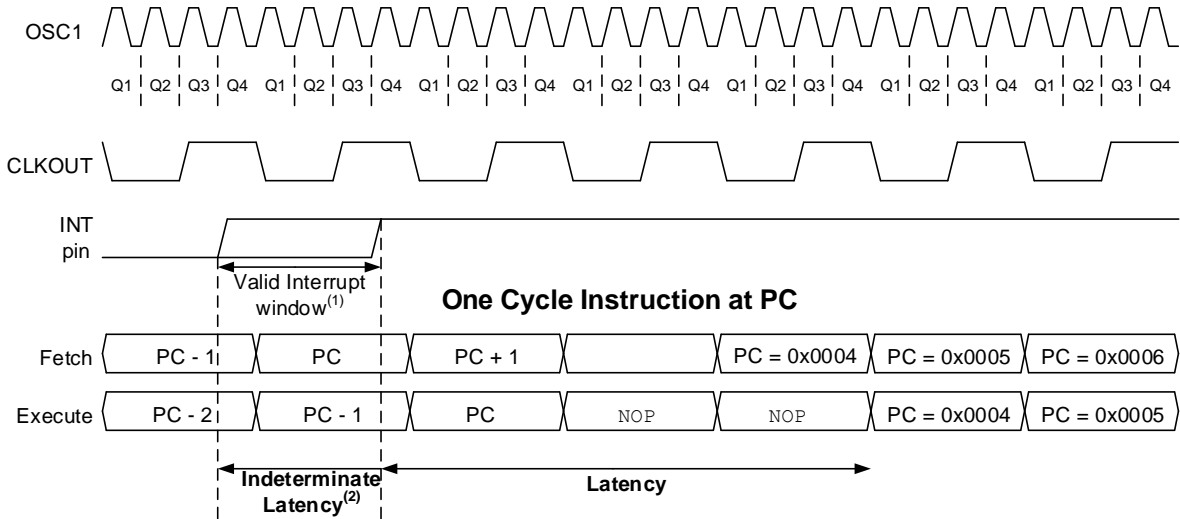 OSC1
Q1 Q2 Q3 Q4 Q1 Q2 Q3 Q4 Q1 Q2 Q3 Q4 Q1 Q2 Q3 Q4 Q1 Q2 Q3 Q4 Q1 Q2 Q3 Q4 Q1 Q2 Q3 Q4
CLKOUT
INT
pin
Valid Interrupt
window(1)
One Cycle Instruction at PC
Fetch PC - 1 PC PC + 1 PC = 0x0004 PC = 0x0005 PC = 0x0006
Execute PC - 2 PC - 1 PC NOP NOP PC = 0x0004 PC = 0x0005
Indeterminate
Latency(2)
Latency